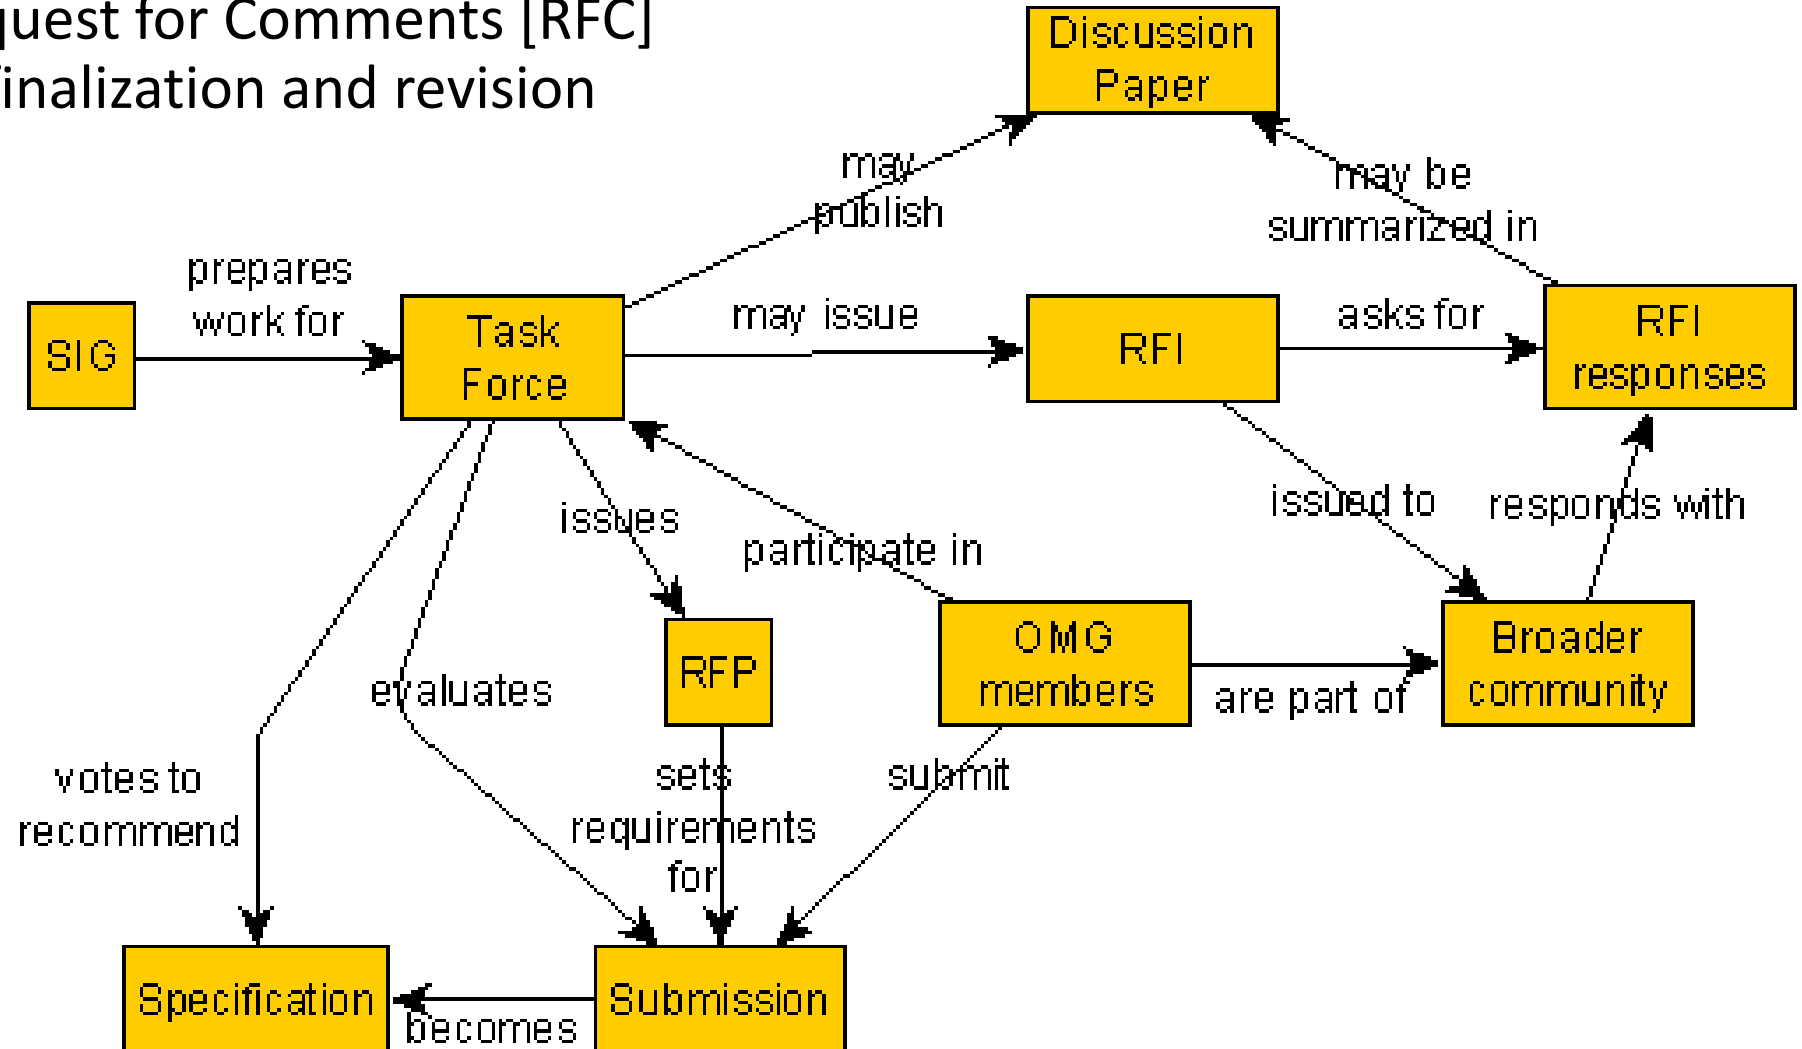 quest for Comments [RFC]
inalization and revision
Discussion
Paper
may
publish
may be
summarized in
prepares
work for
SIG
Task
Force
may issue
RFI
asks for
RFI
responses
issues
participate in
issued to
responds with
RFP
OMG
members
are part of
Broader
community
evaluates
votes to
recommend
sets
requirements
for
submit
Specification
becomes
Submission